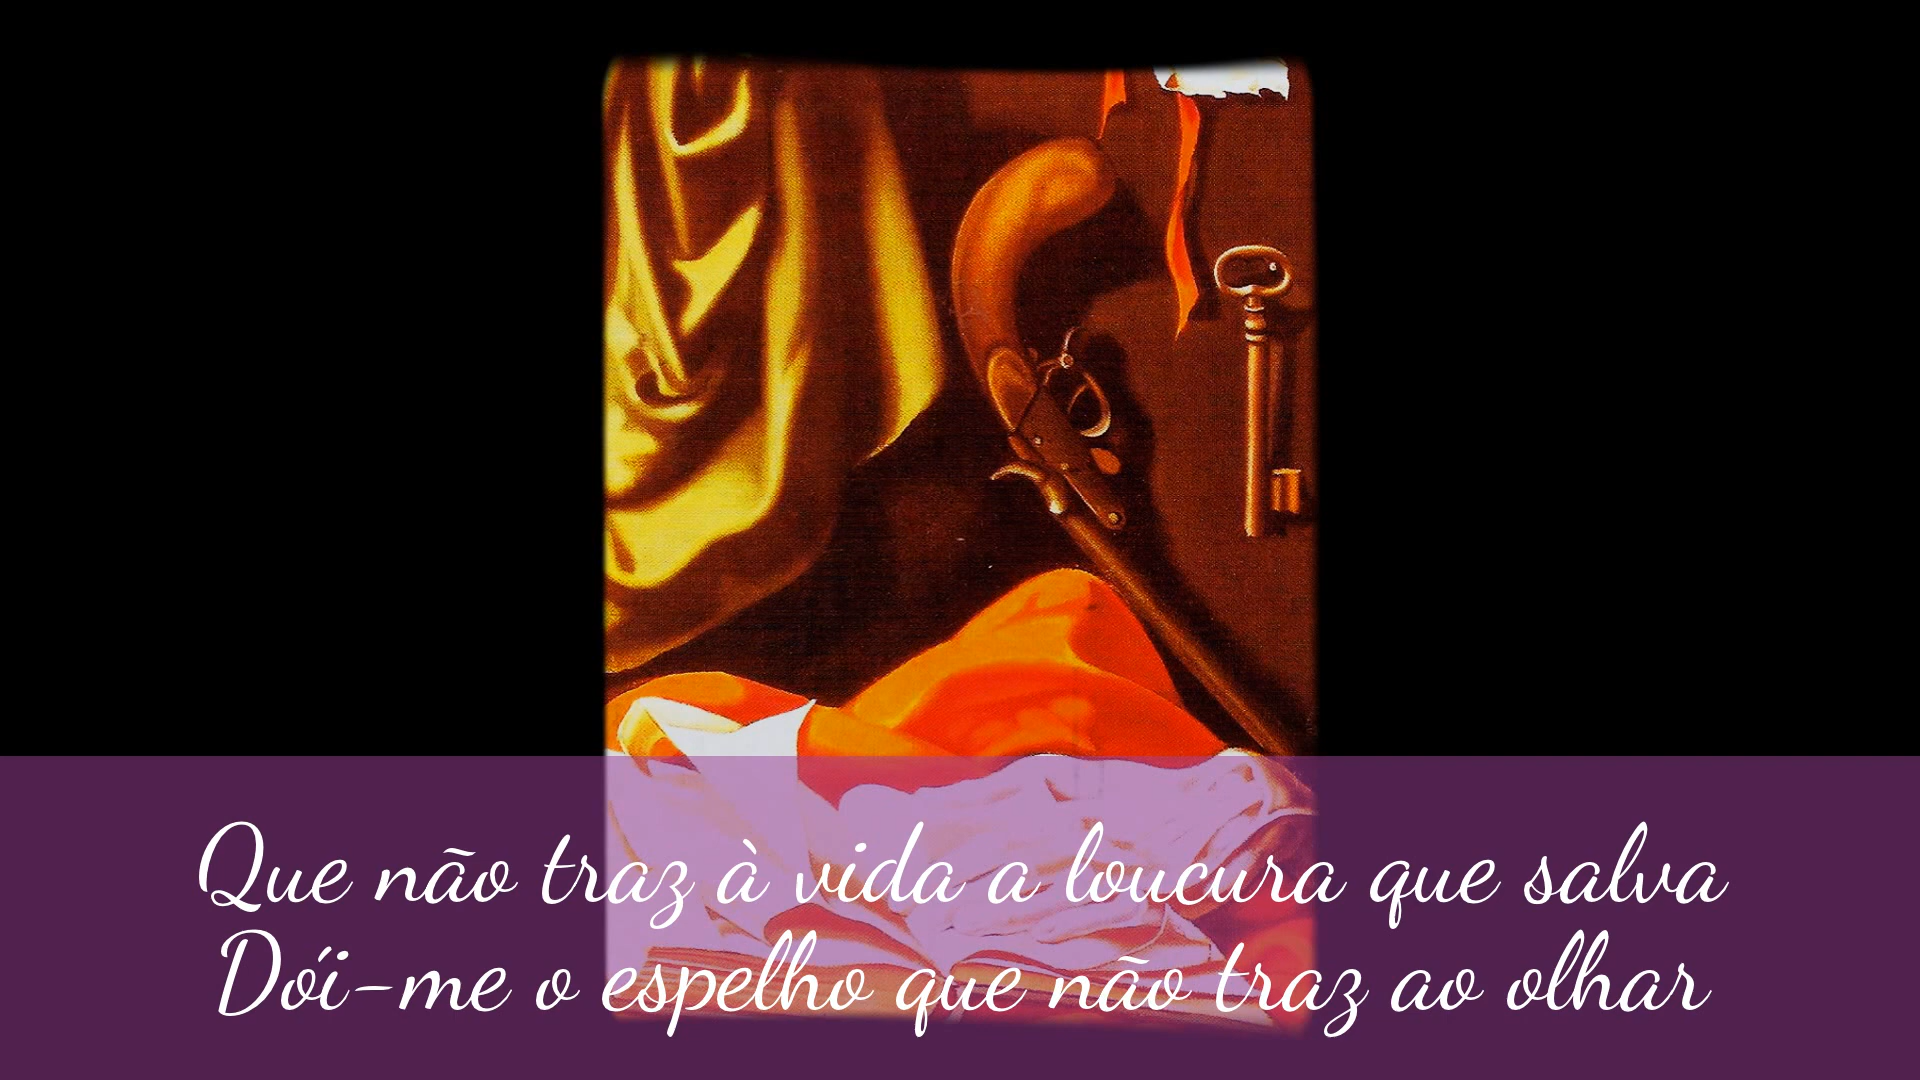 Que não traz à vida a loucura que salva
Dói-me o espelho que não traz ao olhar